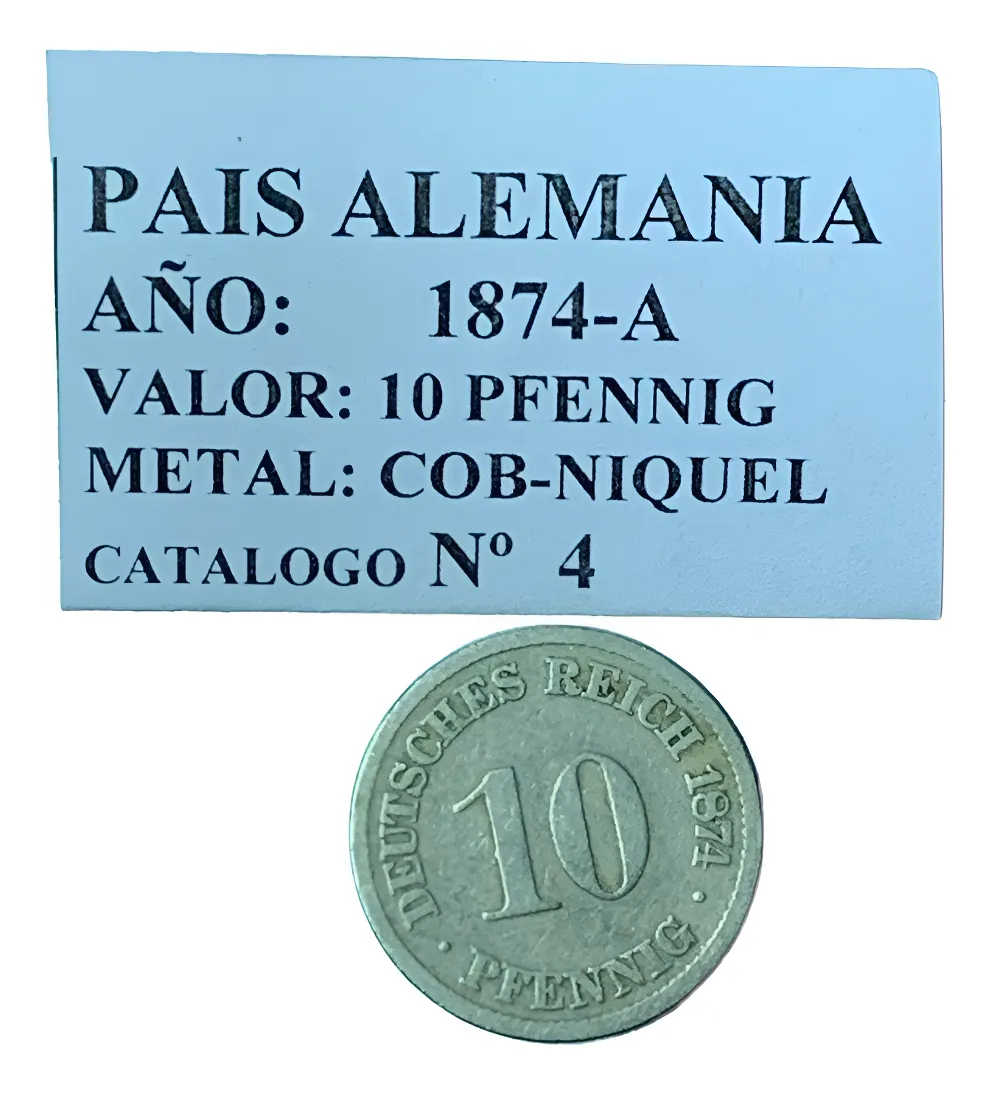 PAIS ALEMANIA
AÑO: 1874-A
VALOR: 10 PFENNIG
METAL: COB-NIQUEL
CATALOGO Nº 4
DEUTSCHES REICH 1874
10
· PFENNIG ·